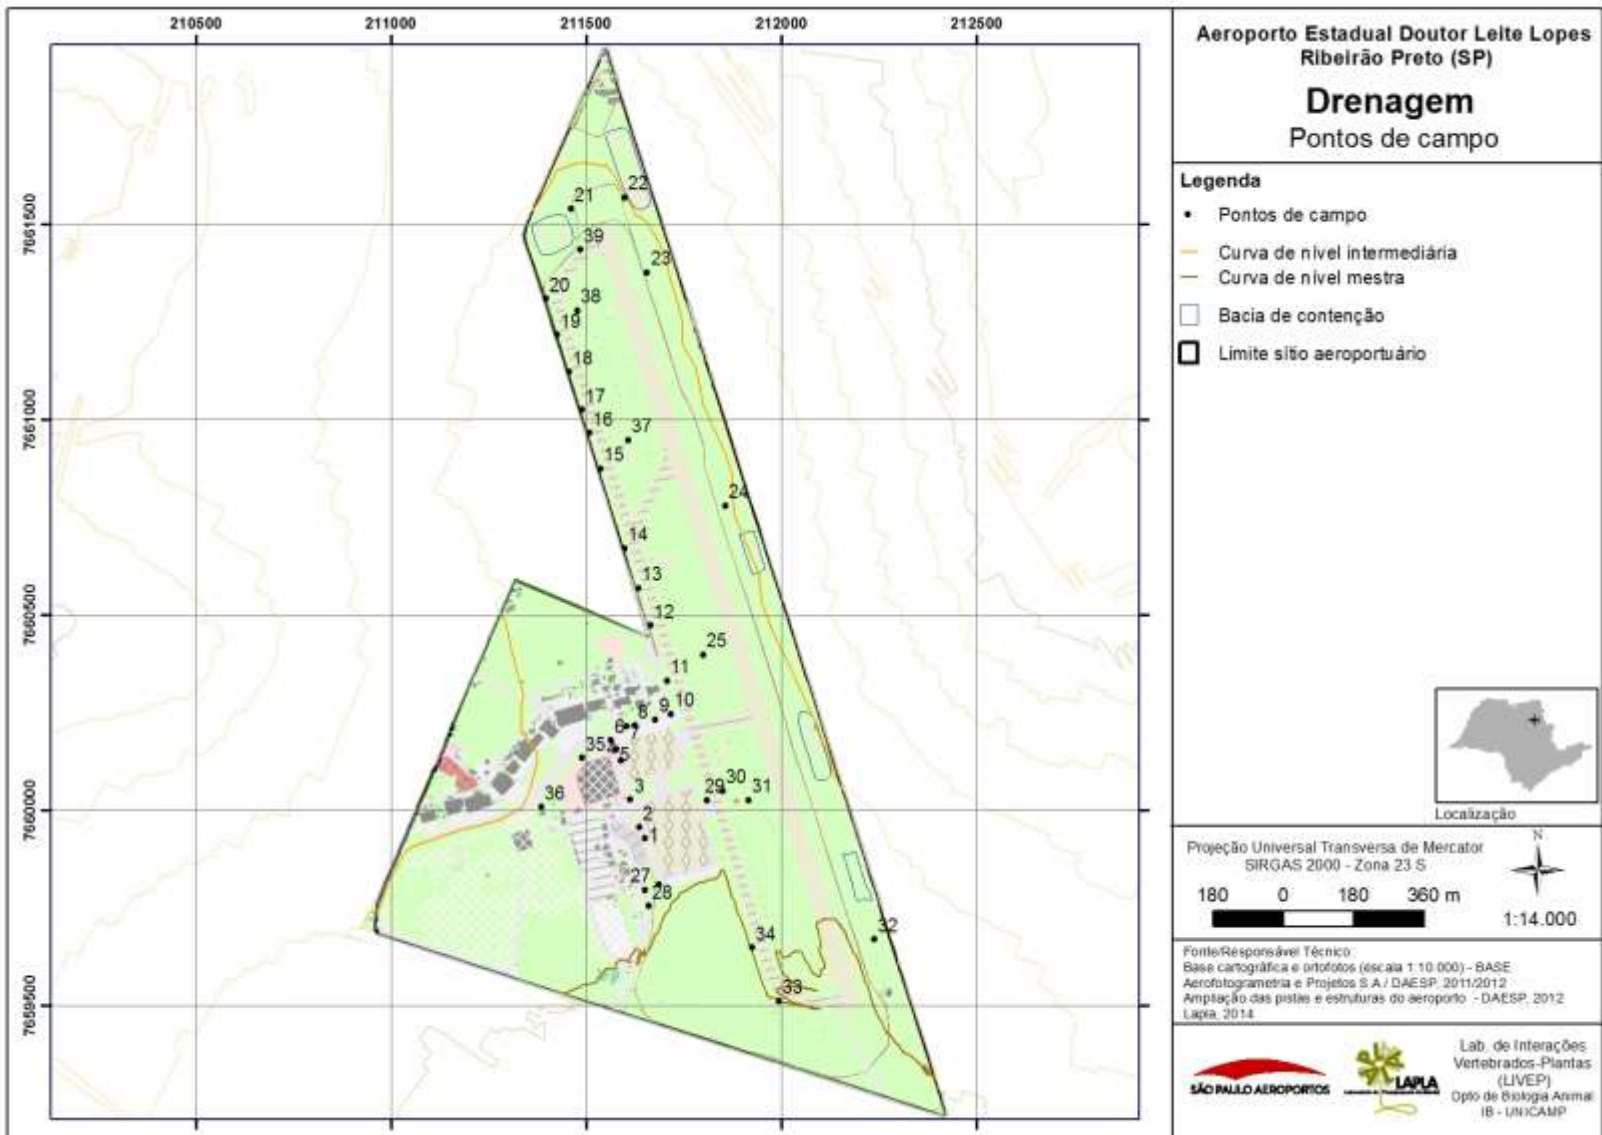 210500 211000 211500 212000 212500
7661500
7661000
7660500
7660000
7659500
22
21
39
23
20
38
19
18
17
16
37
15
24
14
13
12
25
11
10
9
8
6
7
35
5
30
29
31
3
36
2
1
27
28
32
34
33
Aeroporto Estadual Doutor Leite Lopes
Ribeirão Preto (SP)
Drenagem
Pontos de campo
Legenda
Pontos de campo
Curva de nível intermediária
Curva de nível mestra
Bacia de contenção
Limite sítio aeroportuário
Localização
Projeção Universal Transversa de Mercator
SIRGAS 2000 - Zona 23 S
N
180 0 180 360 m
1:14.000
Fonte/Responsável Técnico:
Base cartográfica e ortofotos (escala 1:10.000) - BASE
Aerofotogrametria e Projetos S.A./ DAESP, 2011/2012
Ampliação das pistas e estruturas do aeroporto - DAESP, 2012
Lapla, 2014
SÃO PAULO AEROPORTOS
LAPLA
Lab. de Interações
Vertebrados-Plantas
(LIVEP)
Dpto de Biologia Animal
IB - UNICAMP